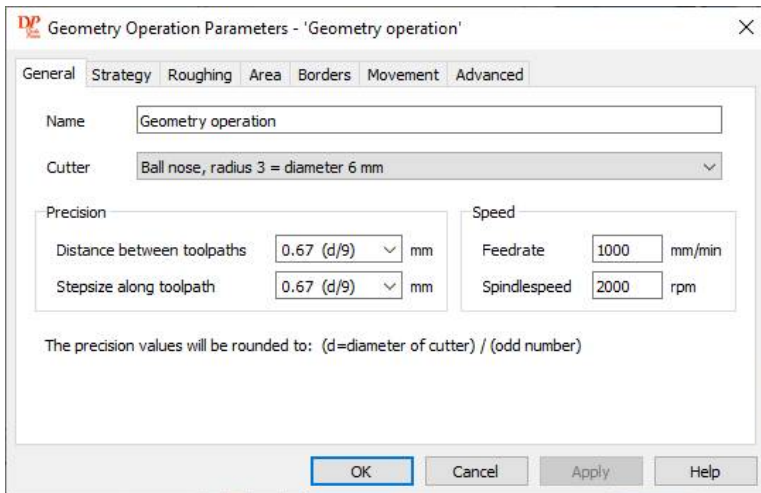 DP
Geometry Operation Parameters - 'Geometry operation'
General Strategy Roughing Area Borders Movement Advanced
Name Geometry operation
Cutter Ball nose, radius 3 = diameter 6 mm
Precision Speed
Distance between toolpaths 0.67 (d/9) mm Feedrate 1000 mm/min
Stepsize along toolpath 0.67 (d/9) mm Spindlespeed 2000 rpm
The precision values will be rounded to: (d=diameter of cutter) / (odd number)
OK Cancel Apply Help